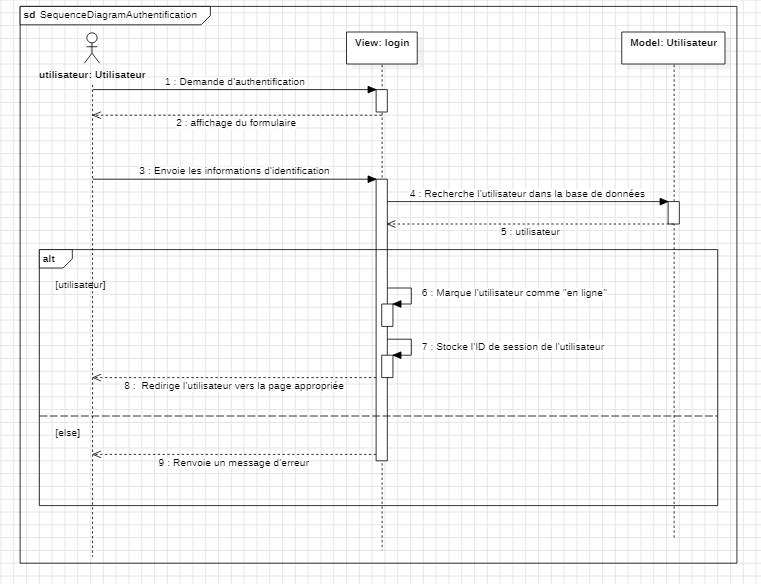 sd SequenceDiagramAuthentification
View: login
Model: Utilisateur
utilisateur: Utilisateur
1 : Demande d'authentification
2 : affichage du formulaire
3 : Envoie les informations d'identification
4 : Recherche l'utilisateur dans la base de données
5 : utilisateur
alt
[utilisateur]
6 : Marque l'utilisateur comme "en ligne"
7 : Stocke l'ID de session de l'utilisateur
8 : Redirige l'utilisateur vers la page appropriée
[else]
9 : Renvoie un message d'erreur